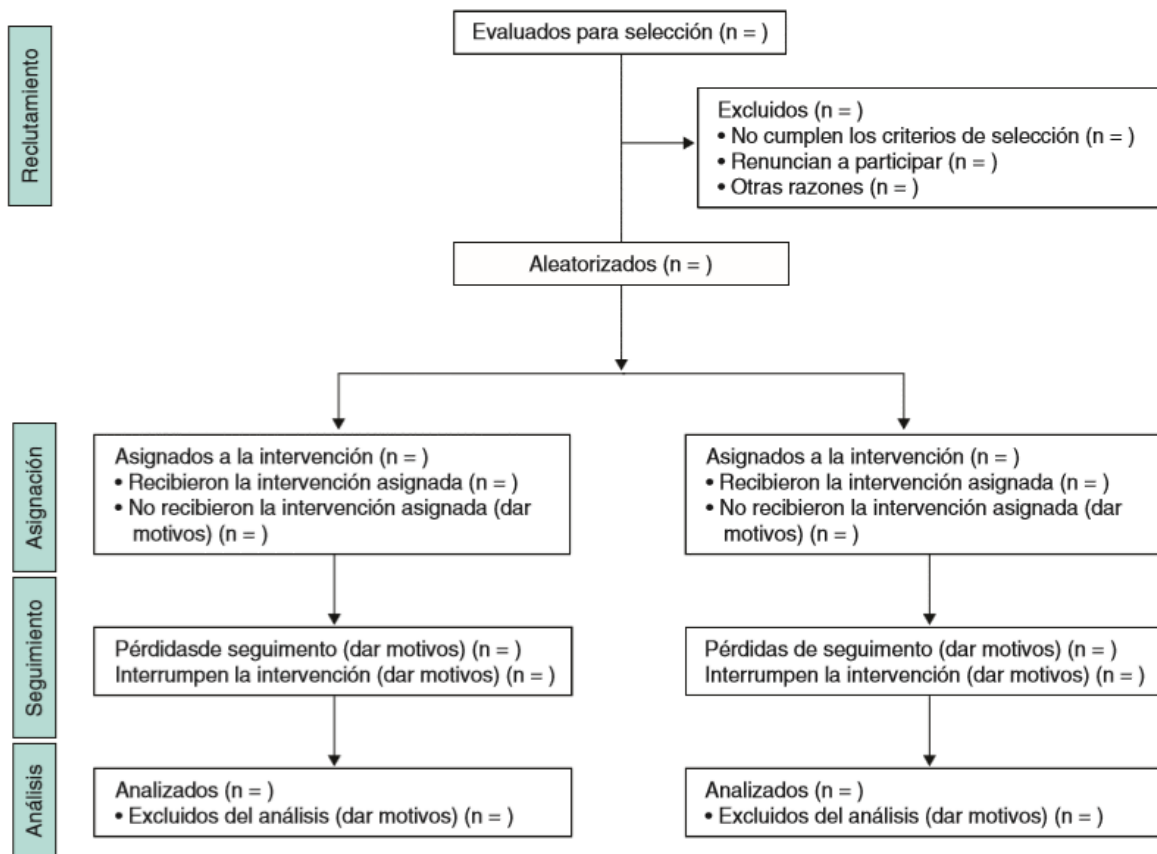 Reclutamiento
Evaluados para selección (n = )
Excluidos (n = )
• No cumplen los criterios de selección (n = )
• Renuncian a participar (n = )
• Otras razones (n = )
Aleatorizados (n = )
Asignación
Asignados a la intervención (n = )
• Recibieron la intervención asignada (n = )
• No recibieron la intervención asignada (dar
motivos) (n = )
Asignados a la intervención (n = )
• Recibieron la intervención asignada (n = )
• No recibieron la intervención asignada (dar
motivos) (n = )
Seguimiento
Pérdidasde seguimento (dar motivos) (n = )
Interrumpen la intervención (dar motivos) (n = )
Pérdidas de seguimento (dar motivos) (n = )
Interrumpen la intervención (dar motivos) (n = )
Análisis
Analizados (n = )
• Excluidos del análisis (dar motivos) (n = )
Analizados (n = )
• Excluidos del análisis (dar motivos) (n = )